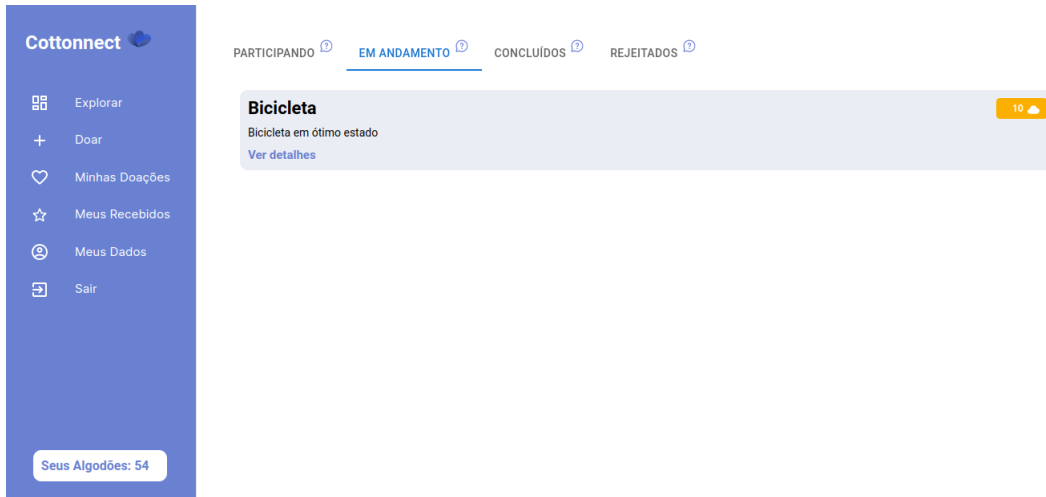 Cottonnect
Explorar
Doar
Minhas Doações
Meus Recebidos
Meus Dados
Sair
Seus Algodões: 54
PARTICIPANDO ? EM ANDAMENTO ? CONCLUÍDOS ? REJEITADOS ?
Bicicleta
10
Bicicleta em ótimo estado
Ver detalhes